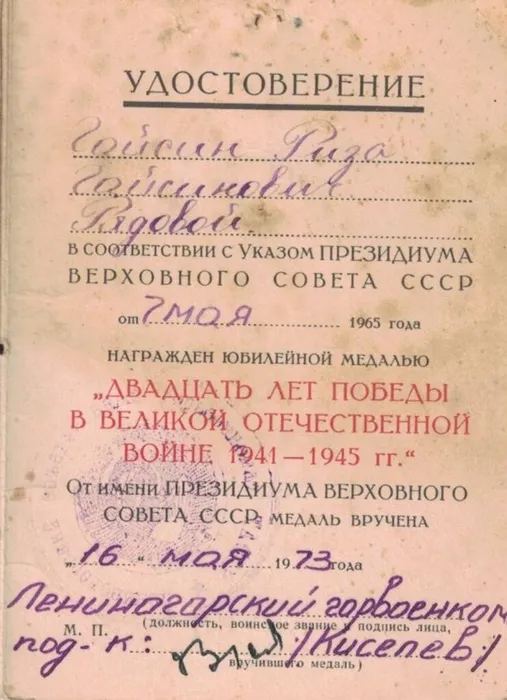 УДОСТОВЕРЕНИЕ
Гайсин Риза
Гайсинович
Рядовой
В СООТВЕТСТВИИ С УКАЗОМ ПРЕЗИДИУМА
ВЕРХОВНОГО СОВЕТА СССР
от 7 мая 1965 года
НАГРАЖДЕН ЮБИЛЕЙНОЙ МЕДАЛЬЮ
„ДВАДЦАТЬ ЛЕТ ПОБЕДЫ
В ВЕЛИКОЙ ОТЕЧЕСТВЕННОЙ
ВОЙНЕ 1941—1945 гг.“
ОТ ИМЕНИ ПРЕЗИДИУМА ВЕРХОВНОГО
СОВЕТА СССР МЕДАЛЬ ВРУЧЕНА
„16“ мая 1973 года
Лениногарский горвоенком
М. П. (должность, воинское звание и подпись лица,
под-к: /Киселев/
вручившего медаль)